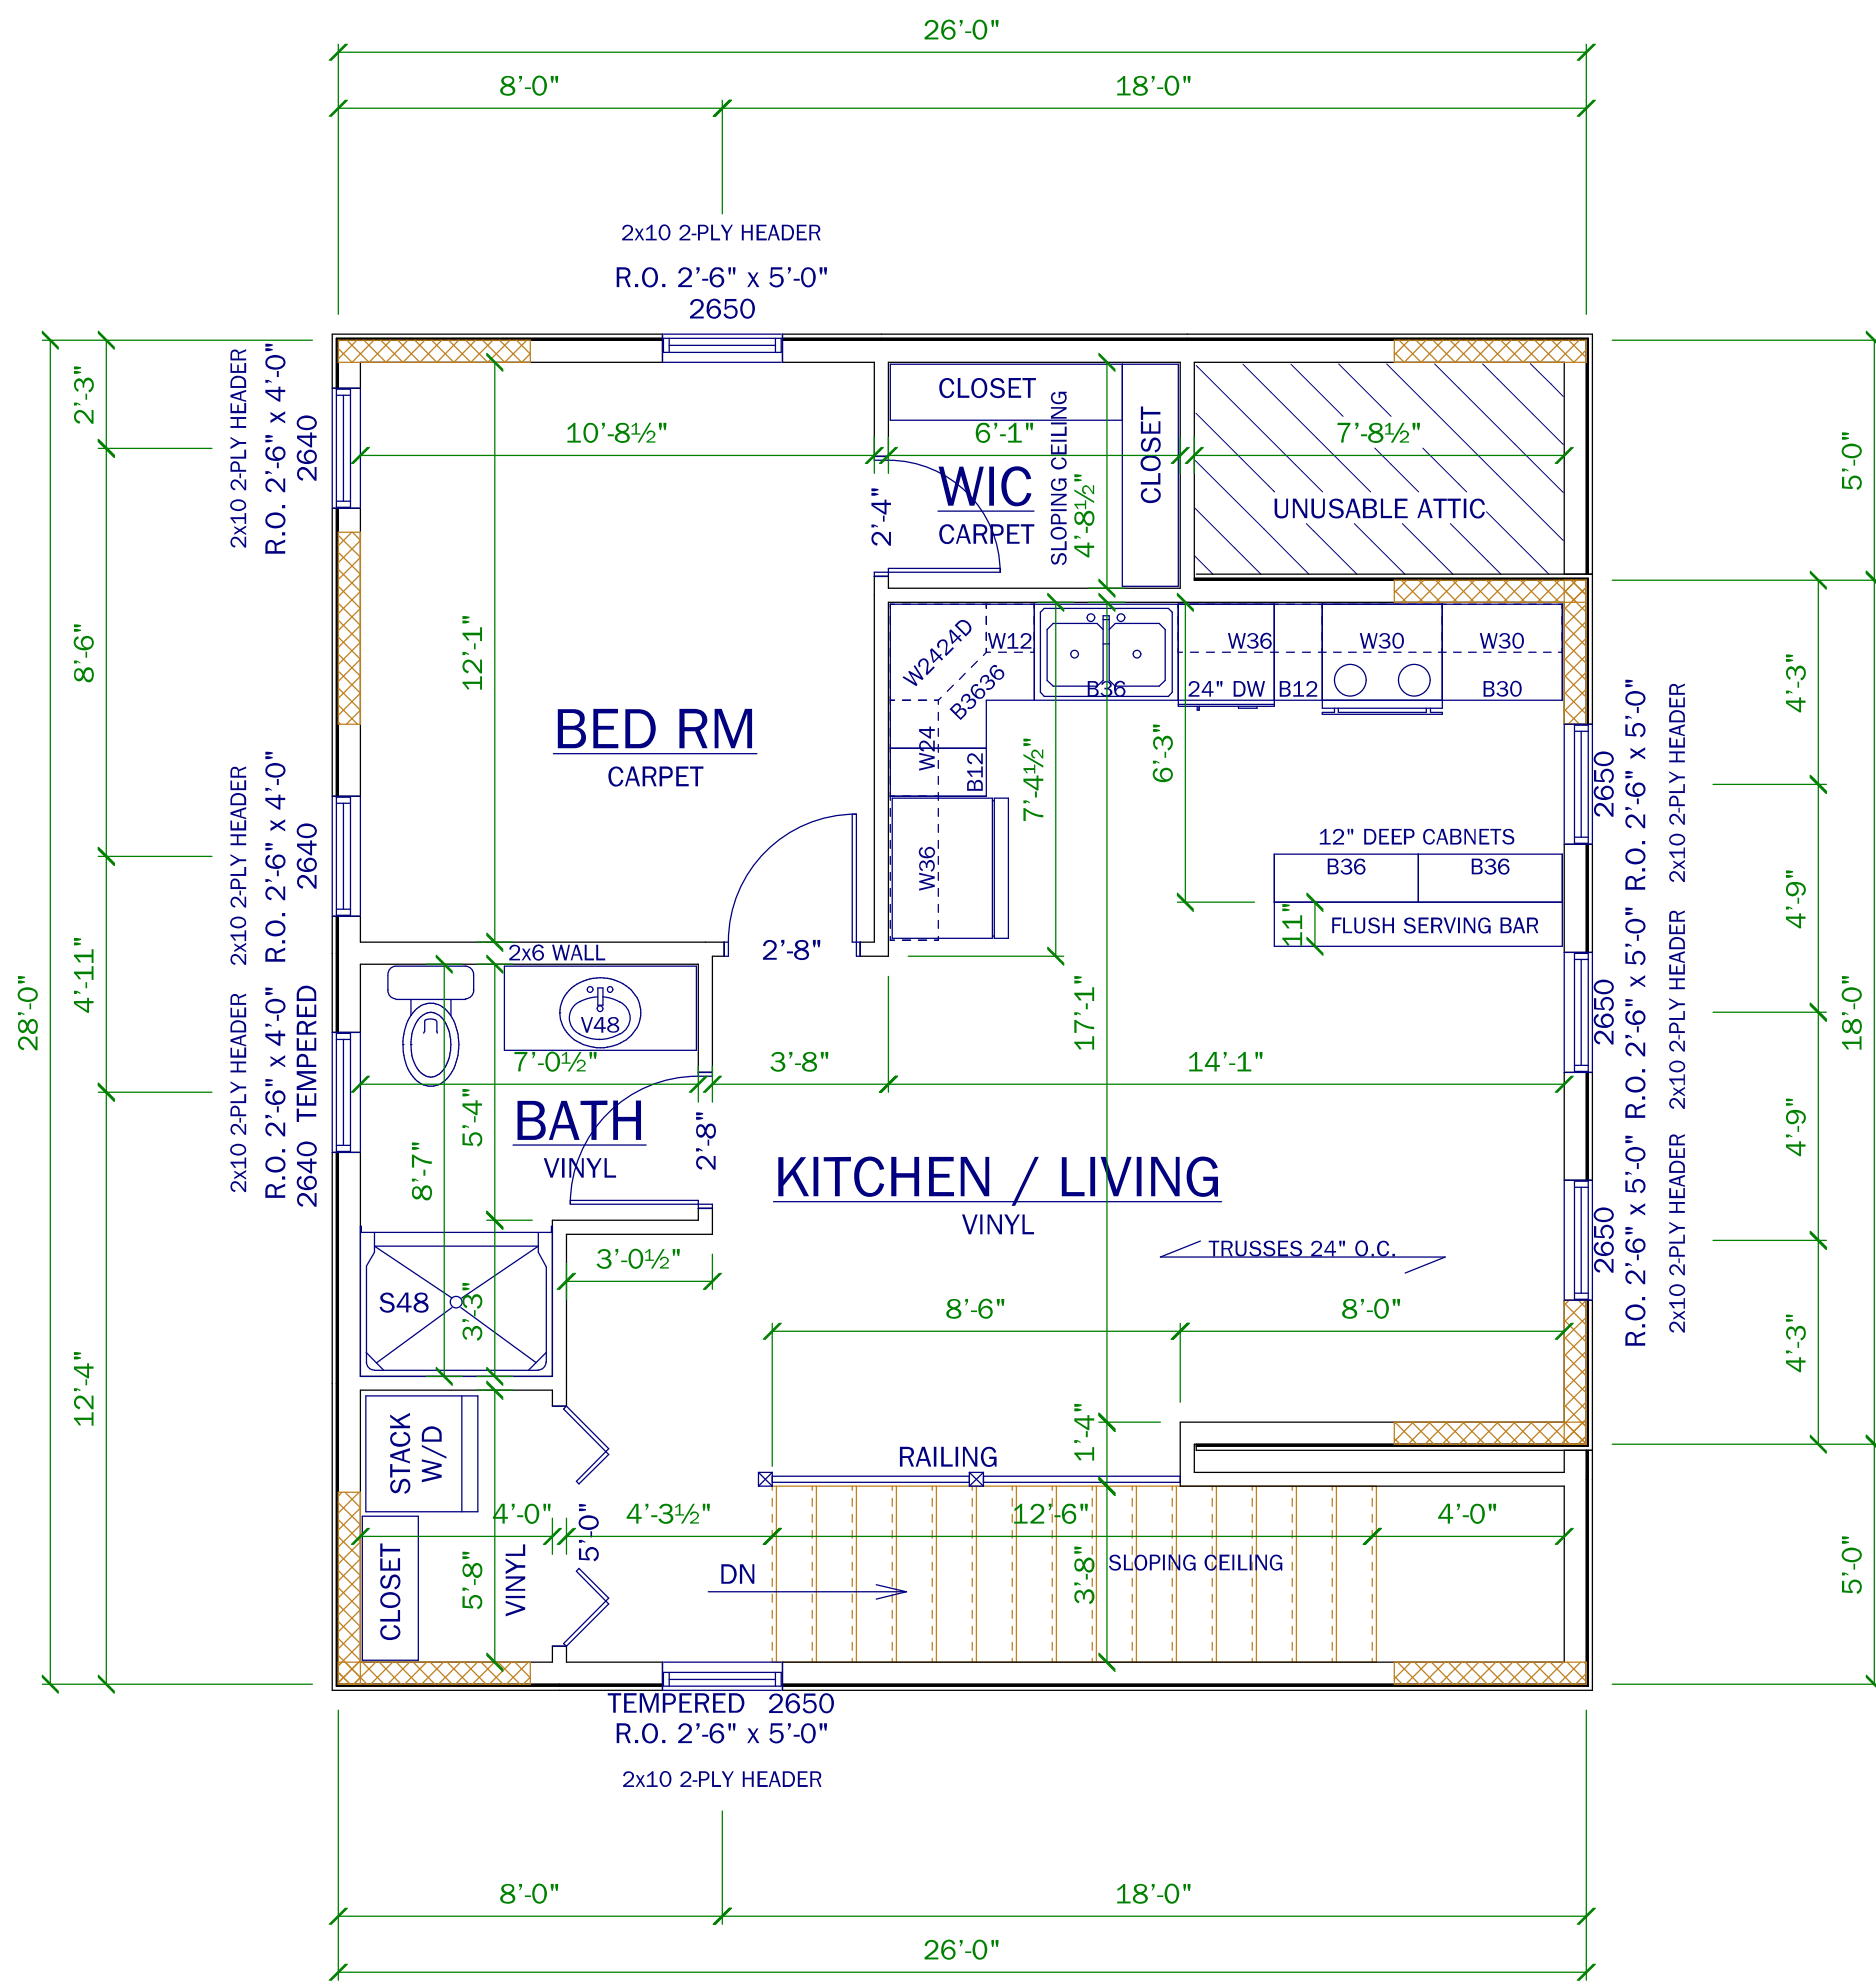 26'-0"
8'-0"
18'-0"
2x10 2-PLY HEADER
R.O. 2'-6" x 5'-0"
2650
2'-3"
8'-6"
4'-11"
12'-4"
28'-0"
2x10 2-PLY HEADER
R.O. 2'-6" x 4'-0"
2640
2x10 2-PLY HEADER
R.O. 2'-6" x 4'-0"
2640
2x10 2-PLY HEADER
R.O. 2'-6" x 4'-0"
2640 TEMPERED
10'-8½"
12'-1"
BED RM
CARPET
CLOSET
6'-1"
SLOPING CEILING
CLOSET
WIC
CARPET
4'-8½"
2'-4"
7'-8½"
UNUSABLE ATTIC
W2424D
B3636
W12
B36
W36
24" DW
B12
W30
W30
B30
W24
B12
W36
7'-4½"
6'-3"
12" DEEP CABNETS
B36
B36
11"
FLUSH SERVING BAR
2'-8"
2x6 WALL
V48
7'-0½"
3'-8"
14'-1"
17'-1"
5'-4"
8'-7"
BATH
VINYL
2'-8"
KITCHEN / LIVING
VINYL
TRUSSES 24" O.C.
3'-0½"
S48
3'-3"
8'-6"
8'-0"
1'-4"
RAILING
STACK
W/D
4'-0"
5'-0"
4'-3½"
12'-6"
4'-0"
CLOSET
5'-8"
VINYL
DN
3'-8"
SLOPING CEILING
2650
R.O. 2'-6" x 5'-0"
2x10 2-PLY HEADER
2650
R.O. 2'-6" x 5'-0"
2x10 2-PLY HEADER
2650
R.O. 2'-6" x 5'-0"
2x10 2-PLY HEADER
4'-3"
4'-9"
4'-9"
4'-3"
5'-0"
18'-0"
5'-0"
TEMPERED 2650
R.O. 2'-6" x 5'-0"
2x10 2-PLY HEADER
8'-0"
18'-0"
26'-0"